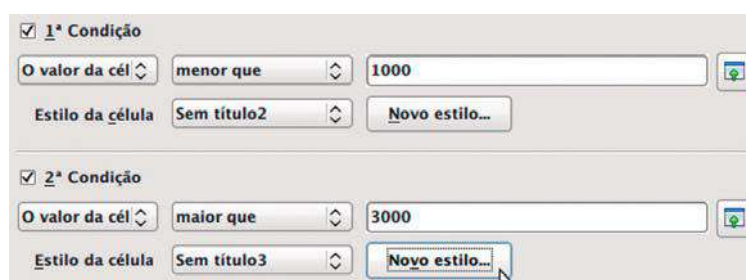 1ª Condição
O valor da cél menor que 1000
Estilo da célula Sem título2 Novo estilo...
2ª Condição
O valor da cél maior que 3000
Estilo da célula Sem título3 Novo estilo...